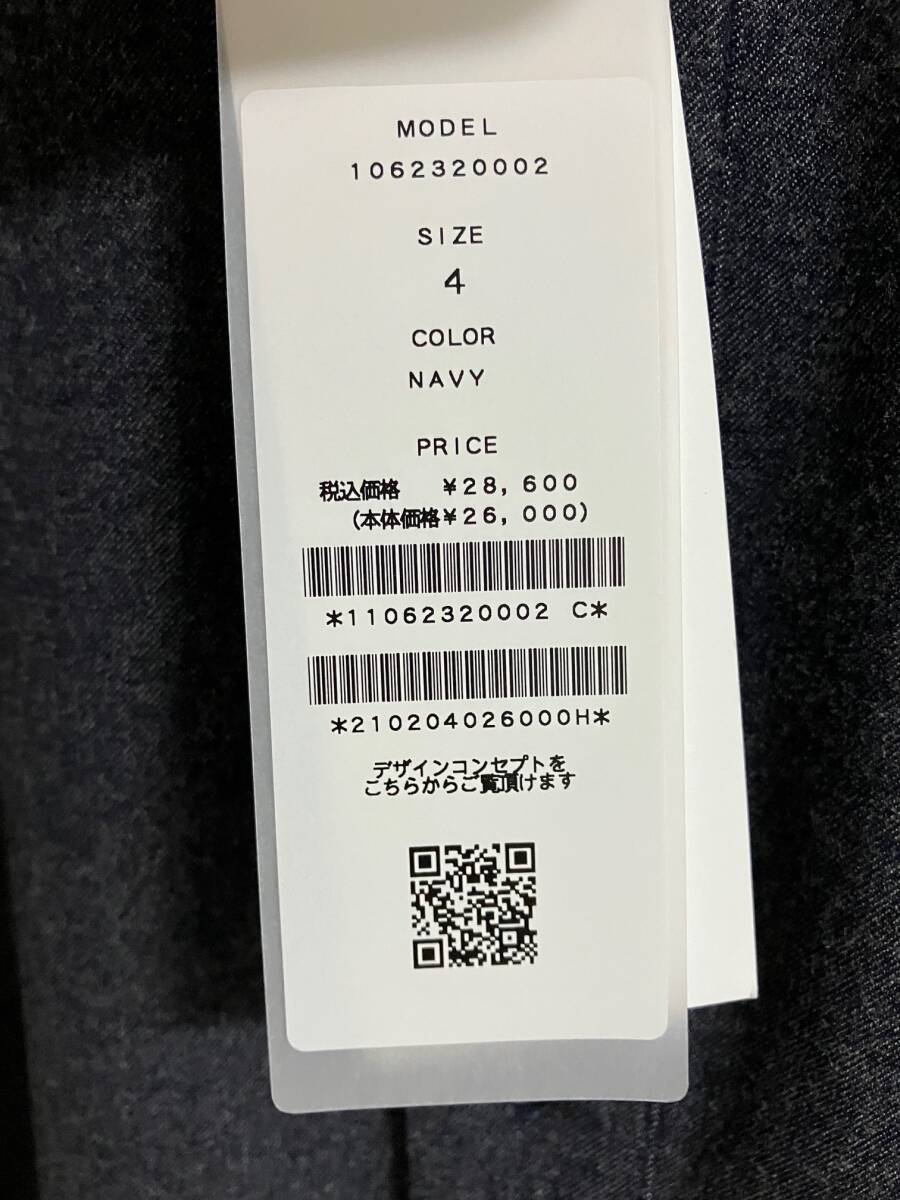 MODEL
1062320002
SIZE
4
COLOR
NAVY
PRICE
税込価格 ¥28,600
(本体価格¥26,000)
*11062320002 C*
*210204026000H*
デザインコンセプトを
こちらからご覧頂けます